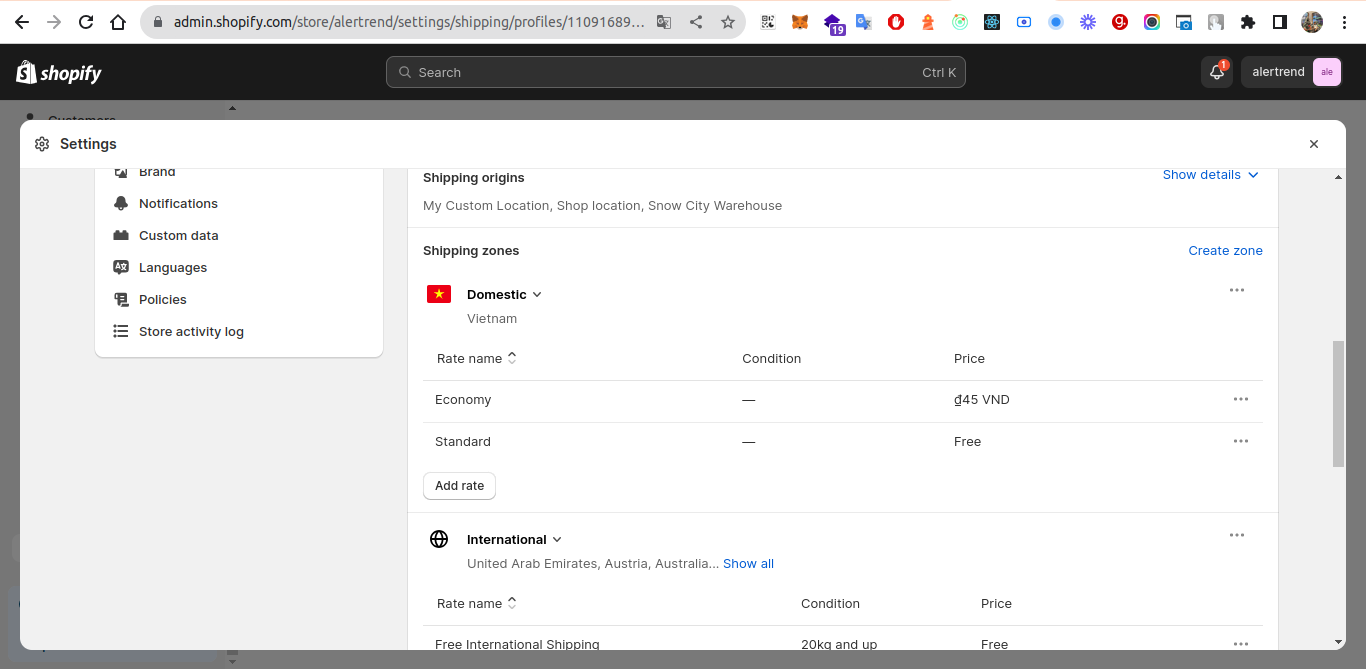 admin.shopify.com/store/alertrend/settings/shipping/profiles/11091689...
19
g.
shopify
Search
Ctrl K
1
alertrend
ale
Customers
Settings
Brand
Notifications
Custom data
Languages
Policies
Store activity log
Shipping origins
Show details
My Custom Location, Shop location, Snow City Warehouse
Shipping zones
Create zone
Domestic
Vietnam
Rate name
Condition
Price
Economy
—
₫45 VND
Standard
—
Free
Add rate
International
United Arab Emirates, Austria, Australia... Show all
Rate name
Condition
Price
Free International Shipping
20kg and up
Free